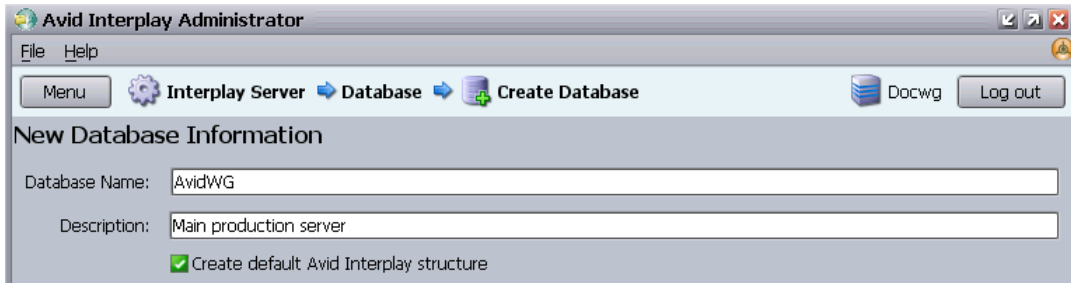 Avid Interplay Administrator
File Help
Menu Interplay Server Database Create Database Docwg Log out
New Database Information
Database Name: AvidWG
Description: Main production server
Create default Avid Interplay structure